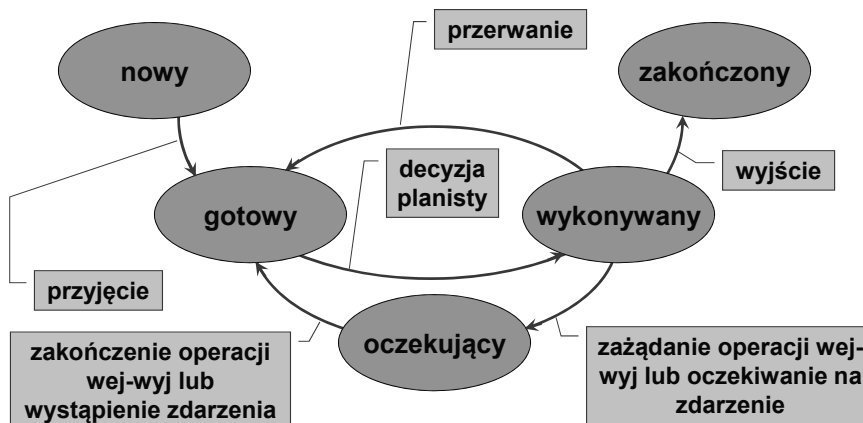 przerwanie
nowy
zakończony
decyzja
planisty
wyjście
gotowy
wykonywany
przyjęcie
oczekujący
zakończenie operacji
wej-wyj lub
wystąpienie zdarzenia
zażądanie operacji wej-
wyj lub oczekiwanie na
zdarzenie